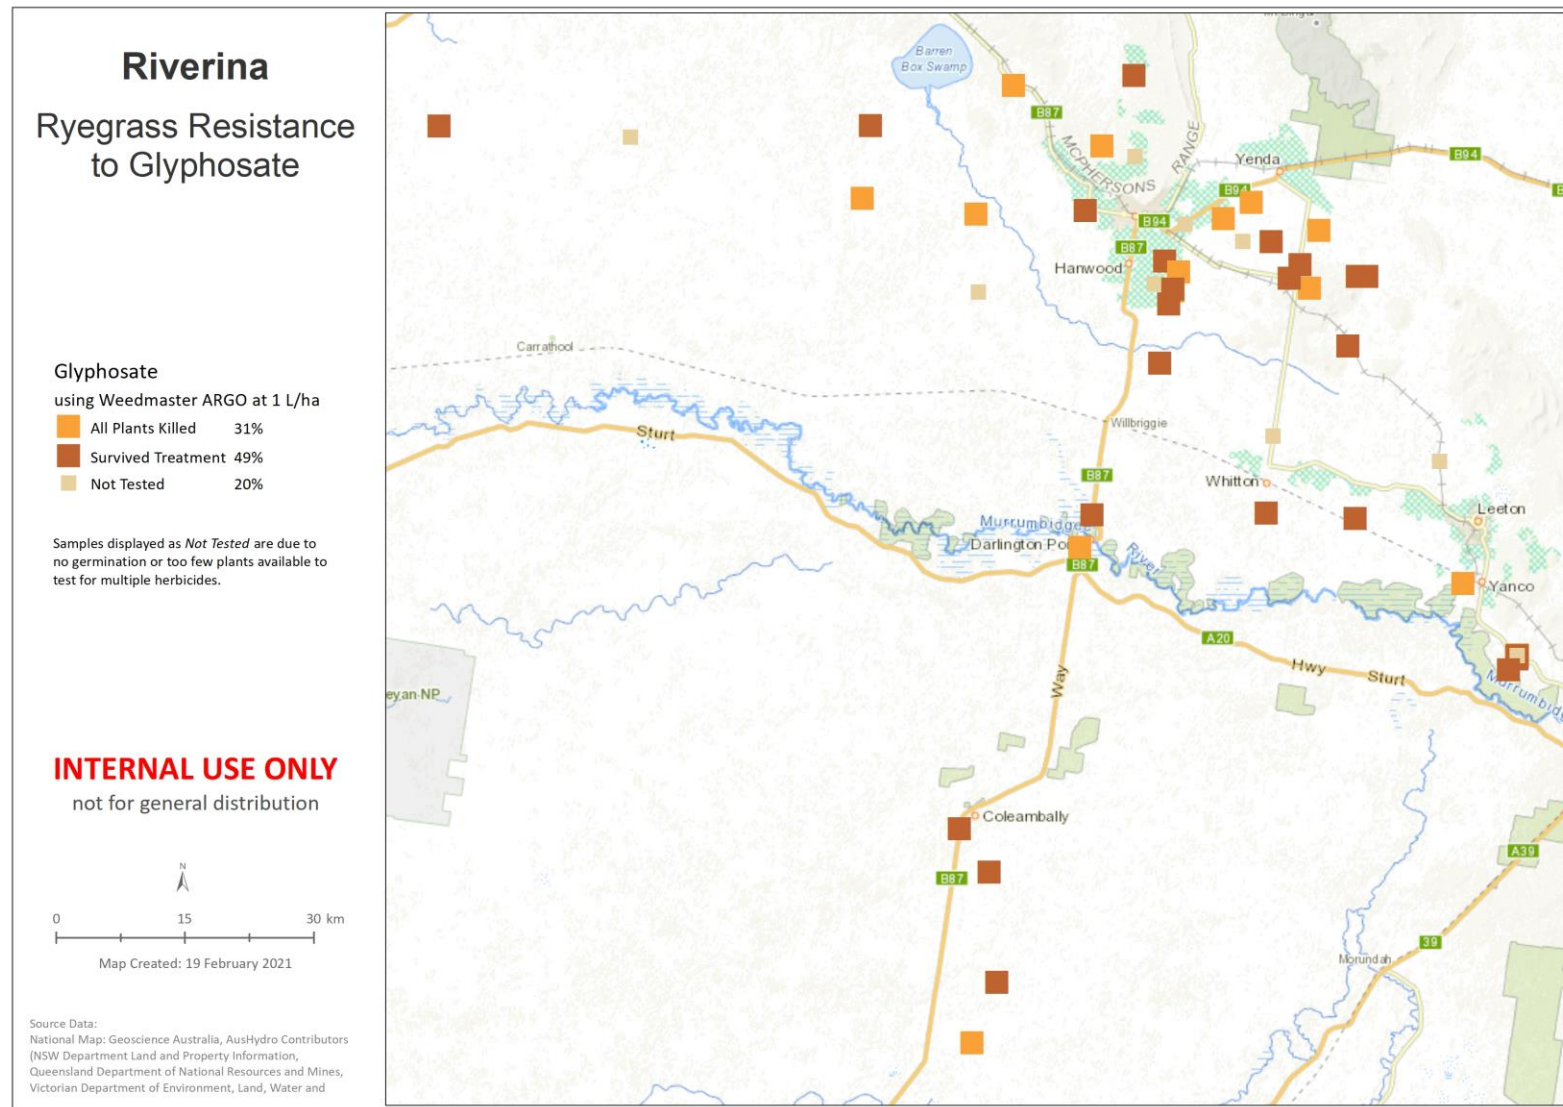 Riverina
Ryegrass Resistance
to Glyphosate
Glyphosate
using Weedmaster ARGO at 1 L/ha
All Plants Killed 31%
Survived Treatment 49%
Not Tested 20%
Samples displayed as Not Tested are due to
no germination or too few plants available to
test for multiple herbicides.
INTERNAL USE ONLY
not for general distribution
N
0 15 30 km
Map Created: 19 February 2021
Source Data:
National Map: Geoscience Australia, AusHydro Contributors
(NSW Department Land and Property Information,
Queensland Department of National Resources and Mines,
Victorian Department of Environment, Land, Water and
Barren
Box Swamp
B87
MCPHERSONS
RANGE
Yenda
B94
B94
B94
B87
Hanwood
Carrathool
Sturt
Willbriggie
B87
Whitton
Leeton
Murrumbidgee
Darlington
River
B87
Yanco
A20
Hwy
Sturt
Way
eyan NP
Murrumbidg
Coleambally
B87
A39
39
Morundah